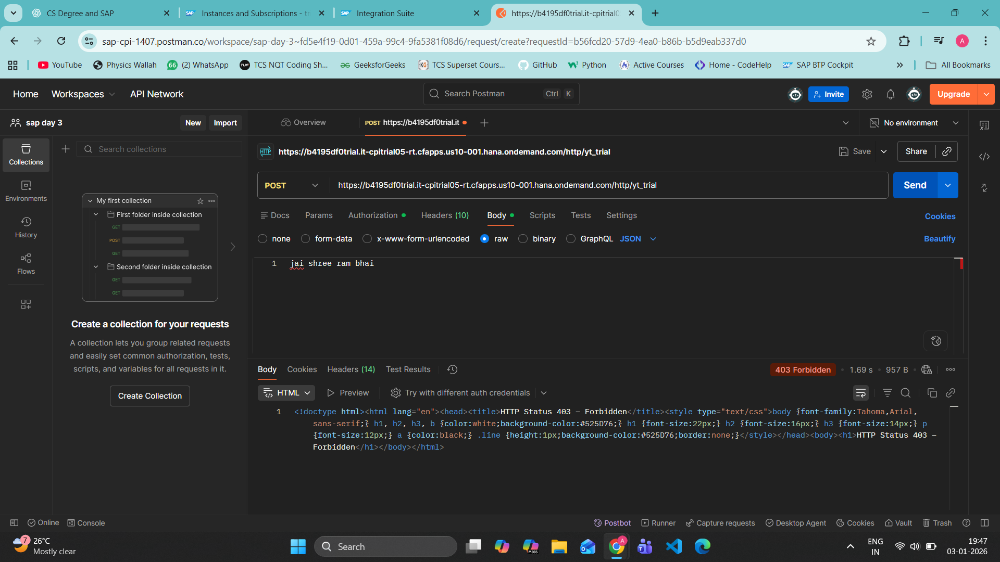 CS Degree and SAP
Instances and Subscriptions - tr
Integration Suite
https://b4195df0trial.it-cpitrial0
sap-cpi-1407.postman.co/workspace/sap-day-3~fd5e4f19-0d01-459a-99c4-9fa5381f08d6/request/create?requestId=b56fcd20-57d9-4ea0-b86b-b5d9eab337d0
A
YouTube
Physics Wallah
66 (2) WhatsApp
TUF TCS NQT Coding Sh...
GeeksforGeeks
KG TCS Superset Cours...
GitHub
Python
Active Courses
Home - CodeHelp
SAP SAP BTP Cockpit
All Bookmarks
Home Workspaces API Network
Search Postman Ctrl K
Invite
Upgrade
sap day 3 New Import
Overview
POST https://b4195df0trial.it
No environment
Collections
Environments
History
Flows
Search collections
My first collection
First folder inside collection
GET
POST
GET
Second folder inside collection
GET
GET
Create a collection for your requests
A collection lets you group related requests
and easily set common authorization, tests,
scripts, and variables for all requests in it.
Create Collection
HTTP https://b4195df0trial.it-cpitrial05-rt.cfapps.us10-001.hana.ondemand.com/http/yt_trial
Save Share
POST https://b4195df0trial.it-cpitrial05-rt.cfapps.us10-001.hana.ondemand.com/http/yt_trial
Send
Docs Params Authorization Headers (10) Body Scripts Tests Settings Cookies
none form-data x-www-form-urlencoded raw binary GraphQL JSON Beautify
1 jai shree ram bhai
Body Cookies Headers (14) Test Results
403 Forbidden • 1.69 s • 957 B
HTML Preview Try with different auth credentials
1 <!doctype html><html lang="en"><head><title>HTTP Status 403 – Forbidden</title><style type="text/css">body {font-family:Tahoma,Arial,
sans-serif;} h1, h2, h3, b {color:white;background-color:#525D76;} h1 {font-size:22px;} h2 {font-size:16px;} h3 {font-size:14px;} p
{font-size:12px;} a {color:black;} .line {height:1px;background-color:#525D76;border:none;}</style></head><body><h1>HTTP Status 403 –
Forbidden</h1></body></html>
Online Console
Postbot Runner Capture requests Desktop Agent Cookies Vault Trash
7
26°C
Mostly clear
Search
M365
A
ENG
IN
19:47
03-01-2026